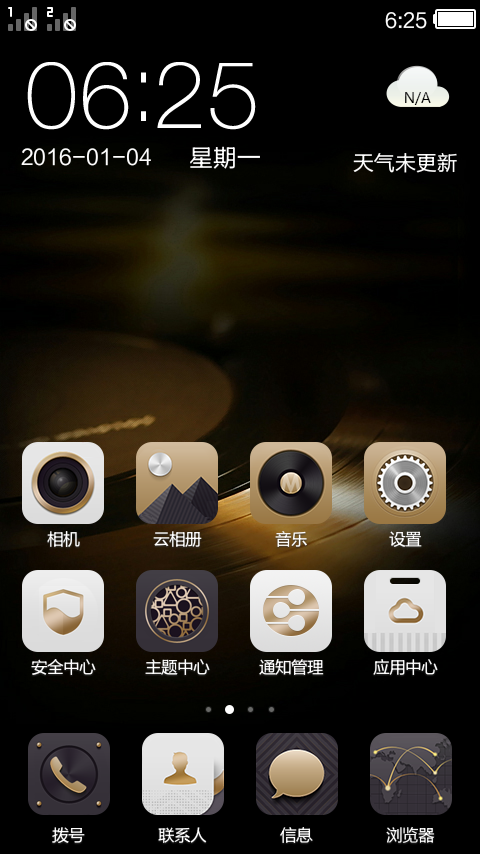 1 2 6:25
06:25
N/A
2016-01-04 星期一
天气未更新
M
相机 云相册 音乐 设置
安全中心 主题中心 通知管理 应用中心
拨号 联系人 信息 浏览器